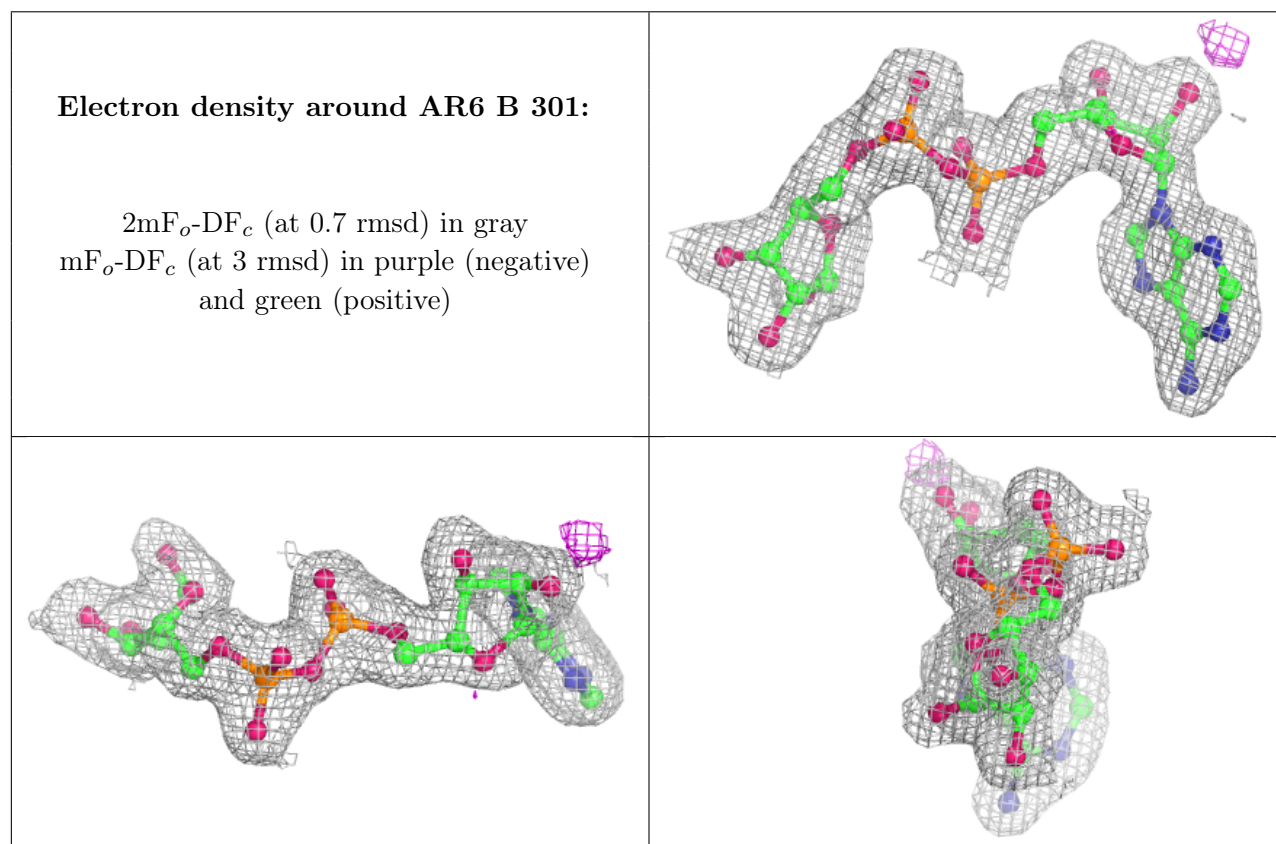 Electron density around AR6 B 301:
2mFₒ-DF𝒸 (at 0.7 rmsd) in gray
mFₒ-DF𝒸 (at 3 rmsd) in purple (negative)
and green (positive)